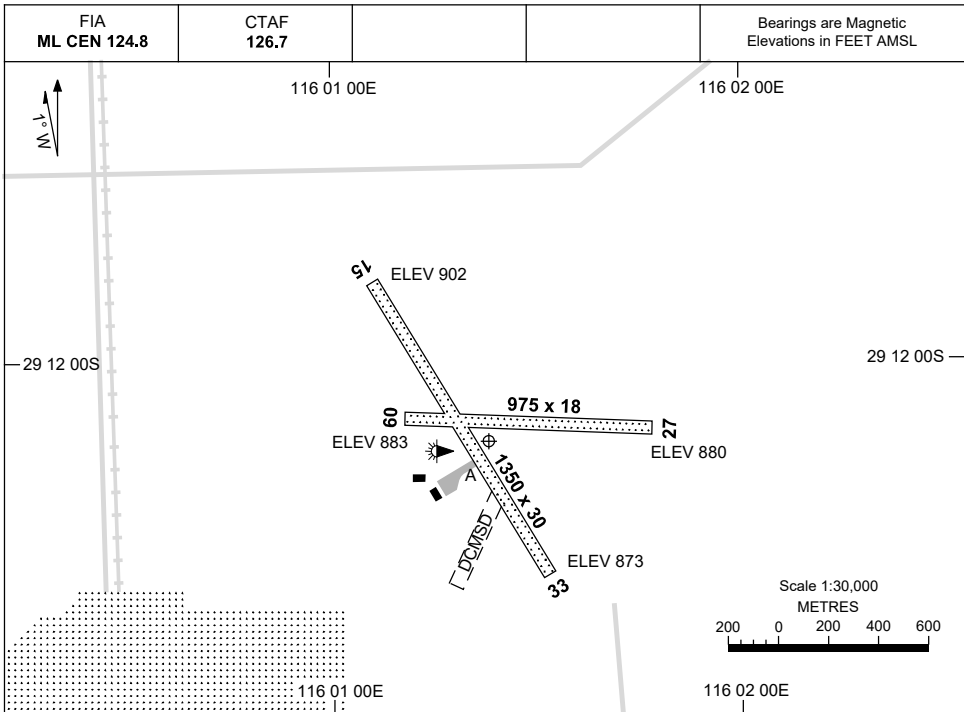 FIA
ML CEN 124.8
CTAF
126.7
Bearings are Magnetic
Elevations in FEET AMSL
116 01 00E
116 02 00E
1° W
15
ELEV 902
29 12 00S
29 12 00S
09
975 x 18
27
ELEV 883
ELEV 880
A
1350 x 30
DCMSD
ELEV 873
33
Scale 1:30,000
METRES
200 0 200 400 600
116 01 00E
116 02 00E